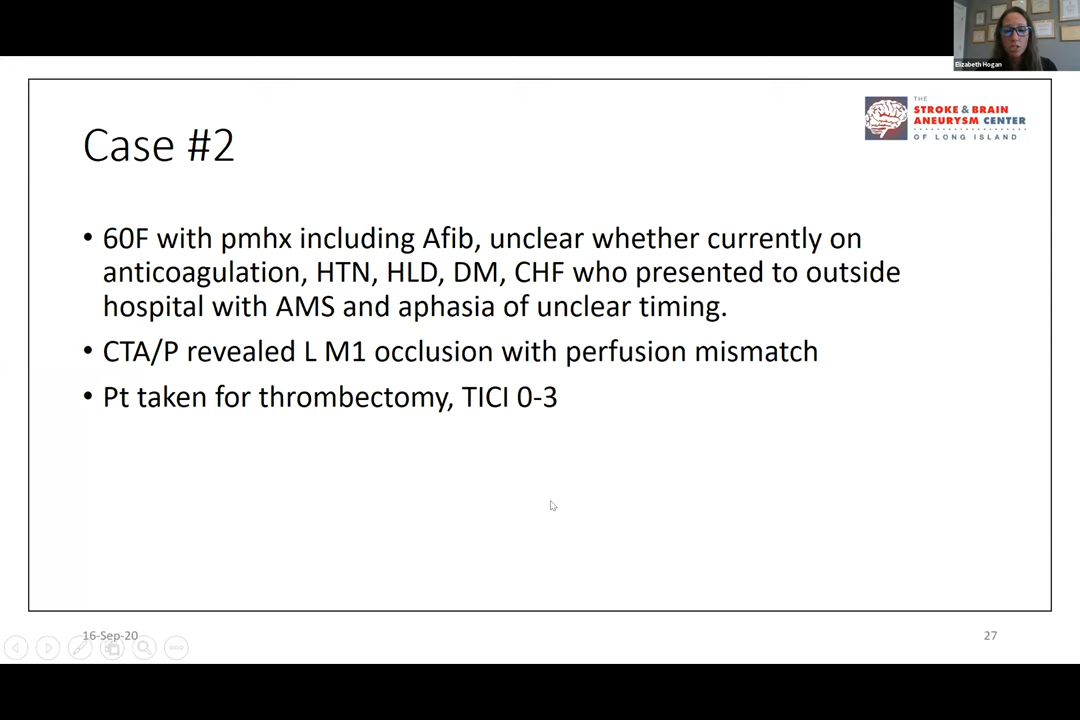 Elizabeth Hogan
THE
STROKE & BRAIN
ANEURYSM CENTER
OF LONG ISLAND
Case #2
• 60F with pmhx including Afib, unclear whether currently on
anticoagulation, HTN, HLD, DM, CHF who presented to outside
hospital with AMS and aphasia of unclear timing.
• CTA/P revealed L M1 occlusion with perfusion mismatch
• Pt taken for thrombectomy, TICI 0-3
16-Sep-20
27